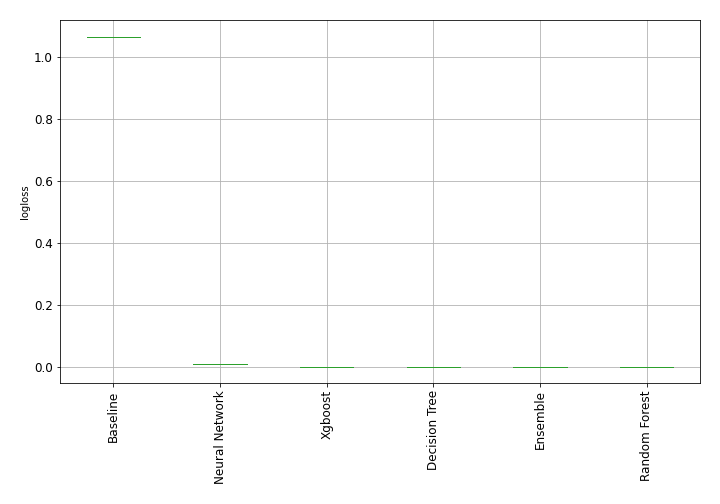 1.0
0.8
0.6
0.4
0.2
0.0
logloss
Baseline
Neural Network
Xgboost
Decision Tree
Ensemble
Random Forest